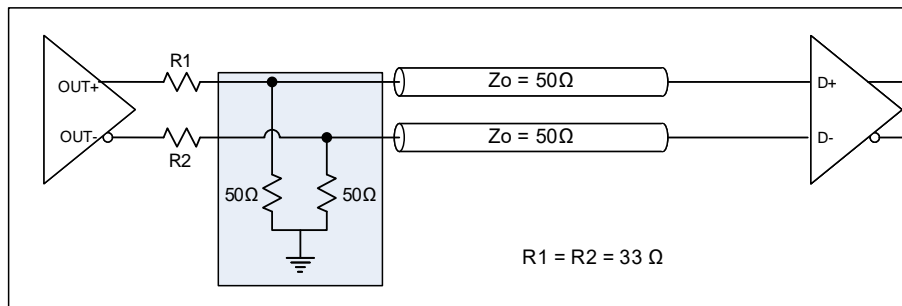 R1
OUT+
Zo = 50Ω
D+
OUT-
Zo = 50Ω
D-
R2
50Ω
50Ω
R1 = R2 = 33 Ω